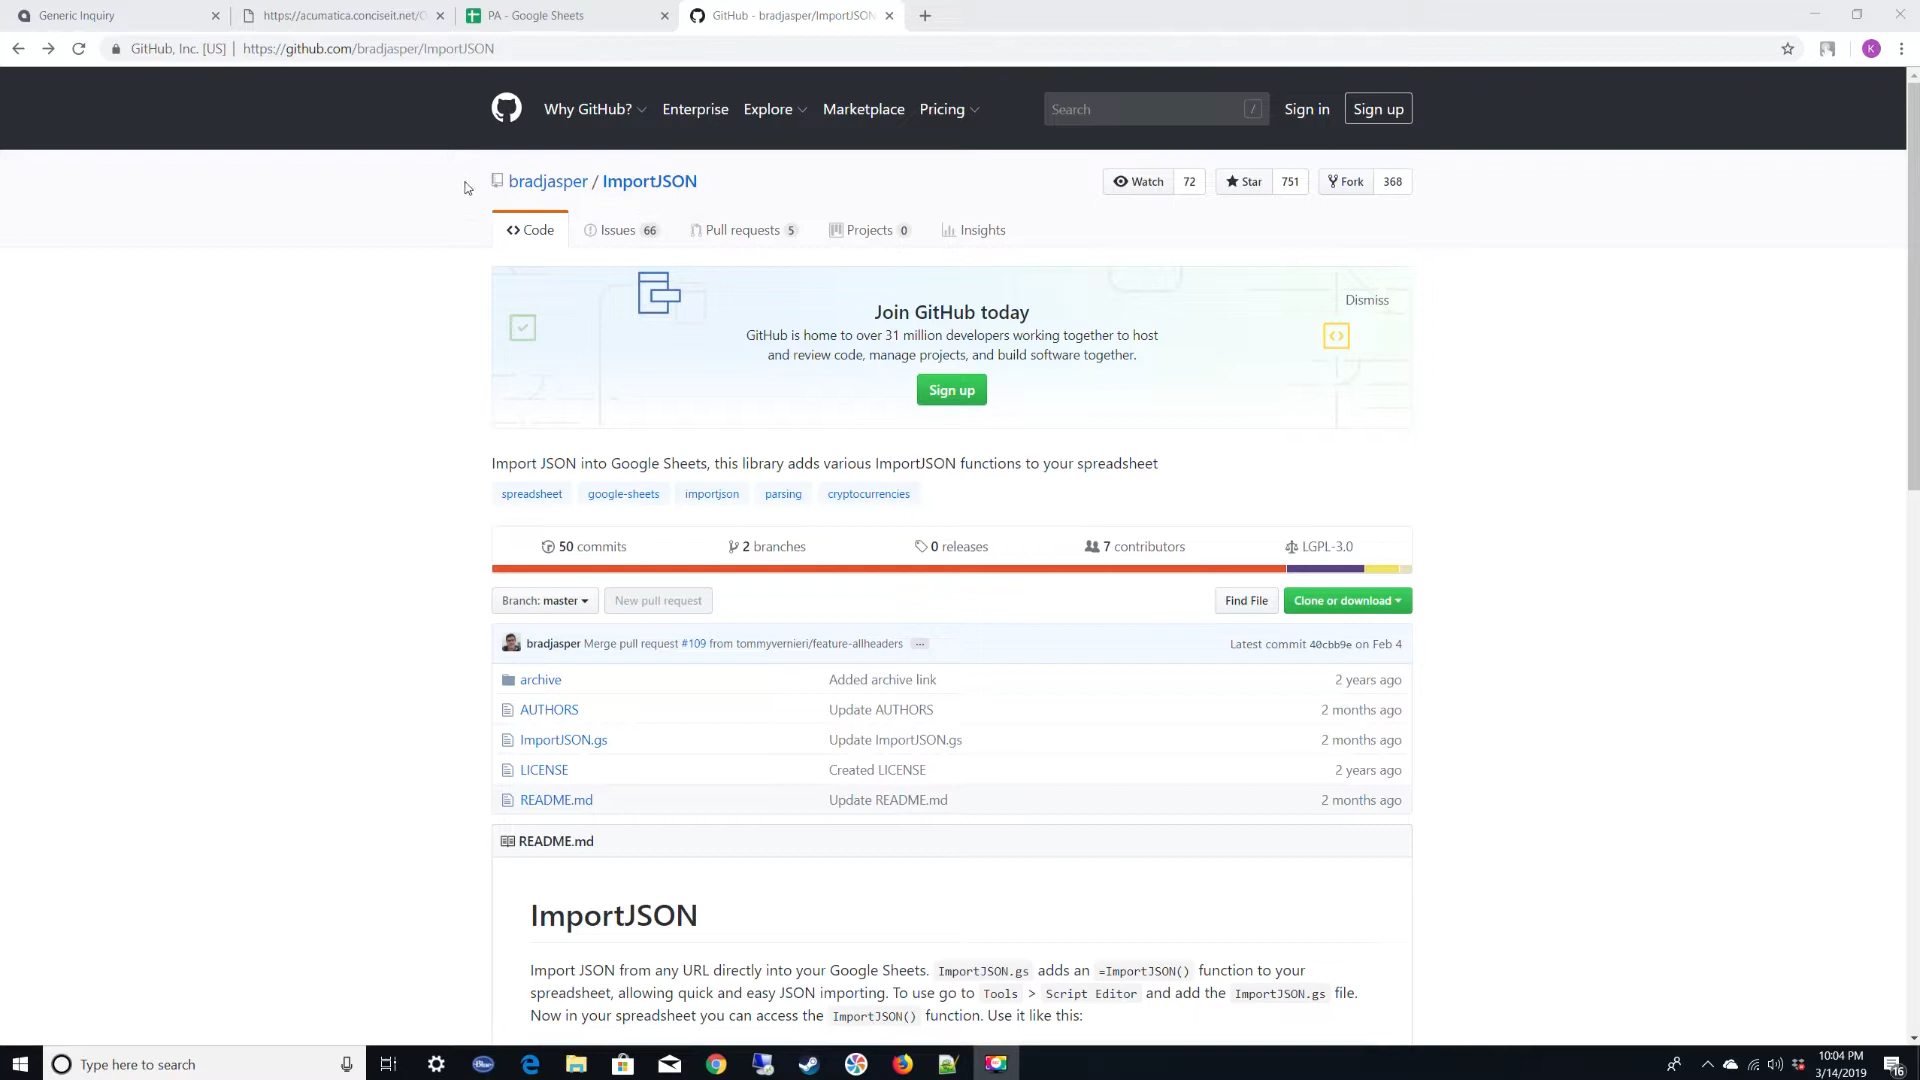 Generic Inquiry
https://acumatica.conciseit.net/O
PA - Google Sheets
GitHub - bradjasper/ImportJSON
GitHub, Inc. [US] | https://github.com/bradjasper/ImportJSON
K
Why GitHub? Enterprise Explore Marketplace Pricing
Search /
Sign in Sign up
bradjasper / ImportJSON
Watch 72 Star 751 Fork 368
Code Issues 66 Pull requests 5 Projects 0 Insights
Join GitHub today
Dismiss
GitHub is home to over 31 million developers working together to host
and review code, manage projects, and build software together.
Sign up
Import JSON into Google Sheets, this library adds various ImportJSON functions to your spreadsheet
spreadsheet google-sheets importjson parsing cryptocurrencies
50 commits 2 branches 0 releases 7 contributors LGPL-3.0
Branch: master New pull request Find File Clone or download
bradjasper Merge pull request #109 from tommyvernieri/feature-allheaders ... Latest commit 40cbb9e on Feb 4
archive Added archive link 2 years ago
AUTHORS Update AUTHORS 2 months ago
ImportJSON.gs Update ImportJSON.gs 2 months ago
LICENSE Created LICENSE 2 years ago
README.md Update README.md 2 months ago
README.md
ImportJSON
Import JSON from any URL directly into your Google Sheets. ImportJSON.gs adds an =ImportJSON() function to your
spreadsheet, allowing quick and easy JSON importing. To use go to Tools > Script Editor and add the ImportJSON.gs file.
Now in your spreadsheet you can access the ImportJSON() function. Use it like this:
Type here to search
10:04 PM
3/14/2019
16